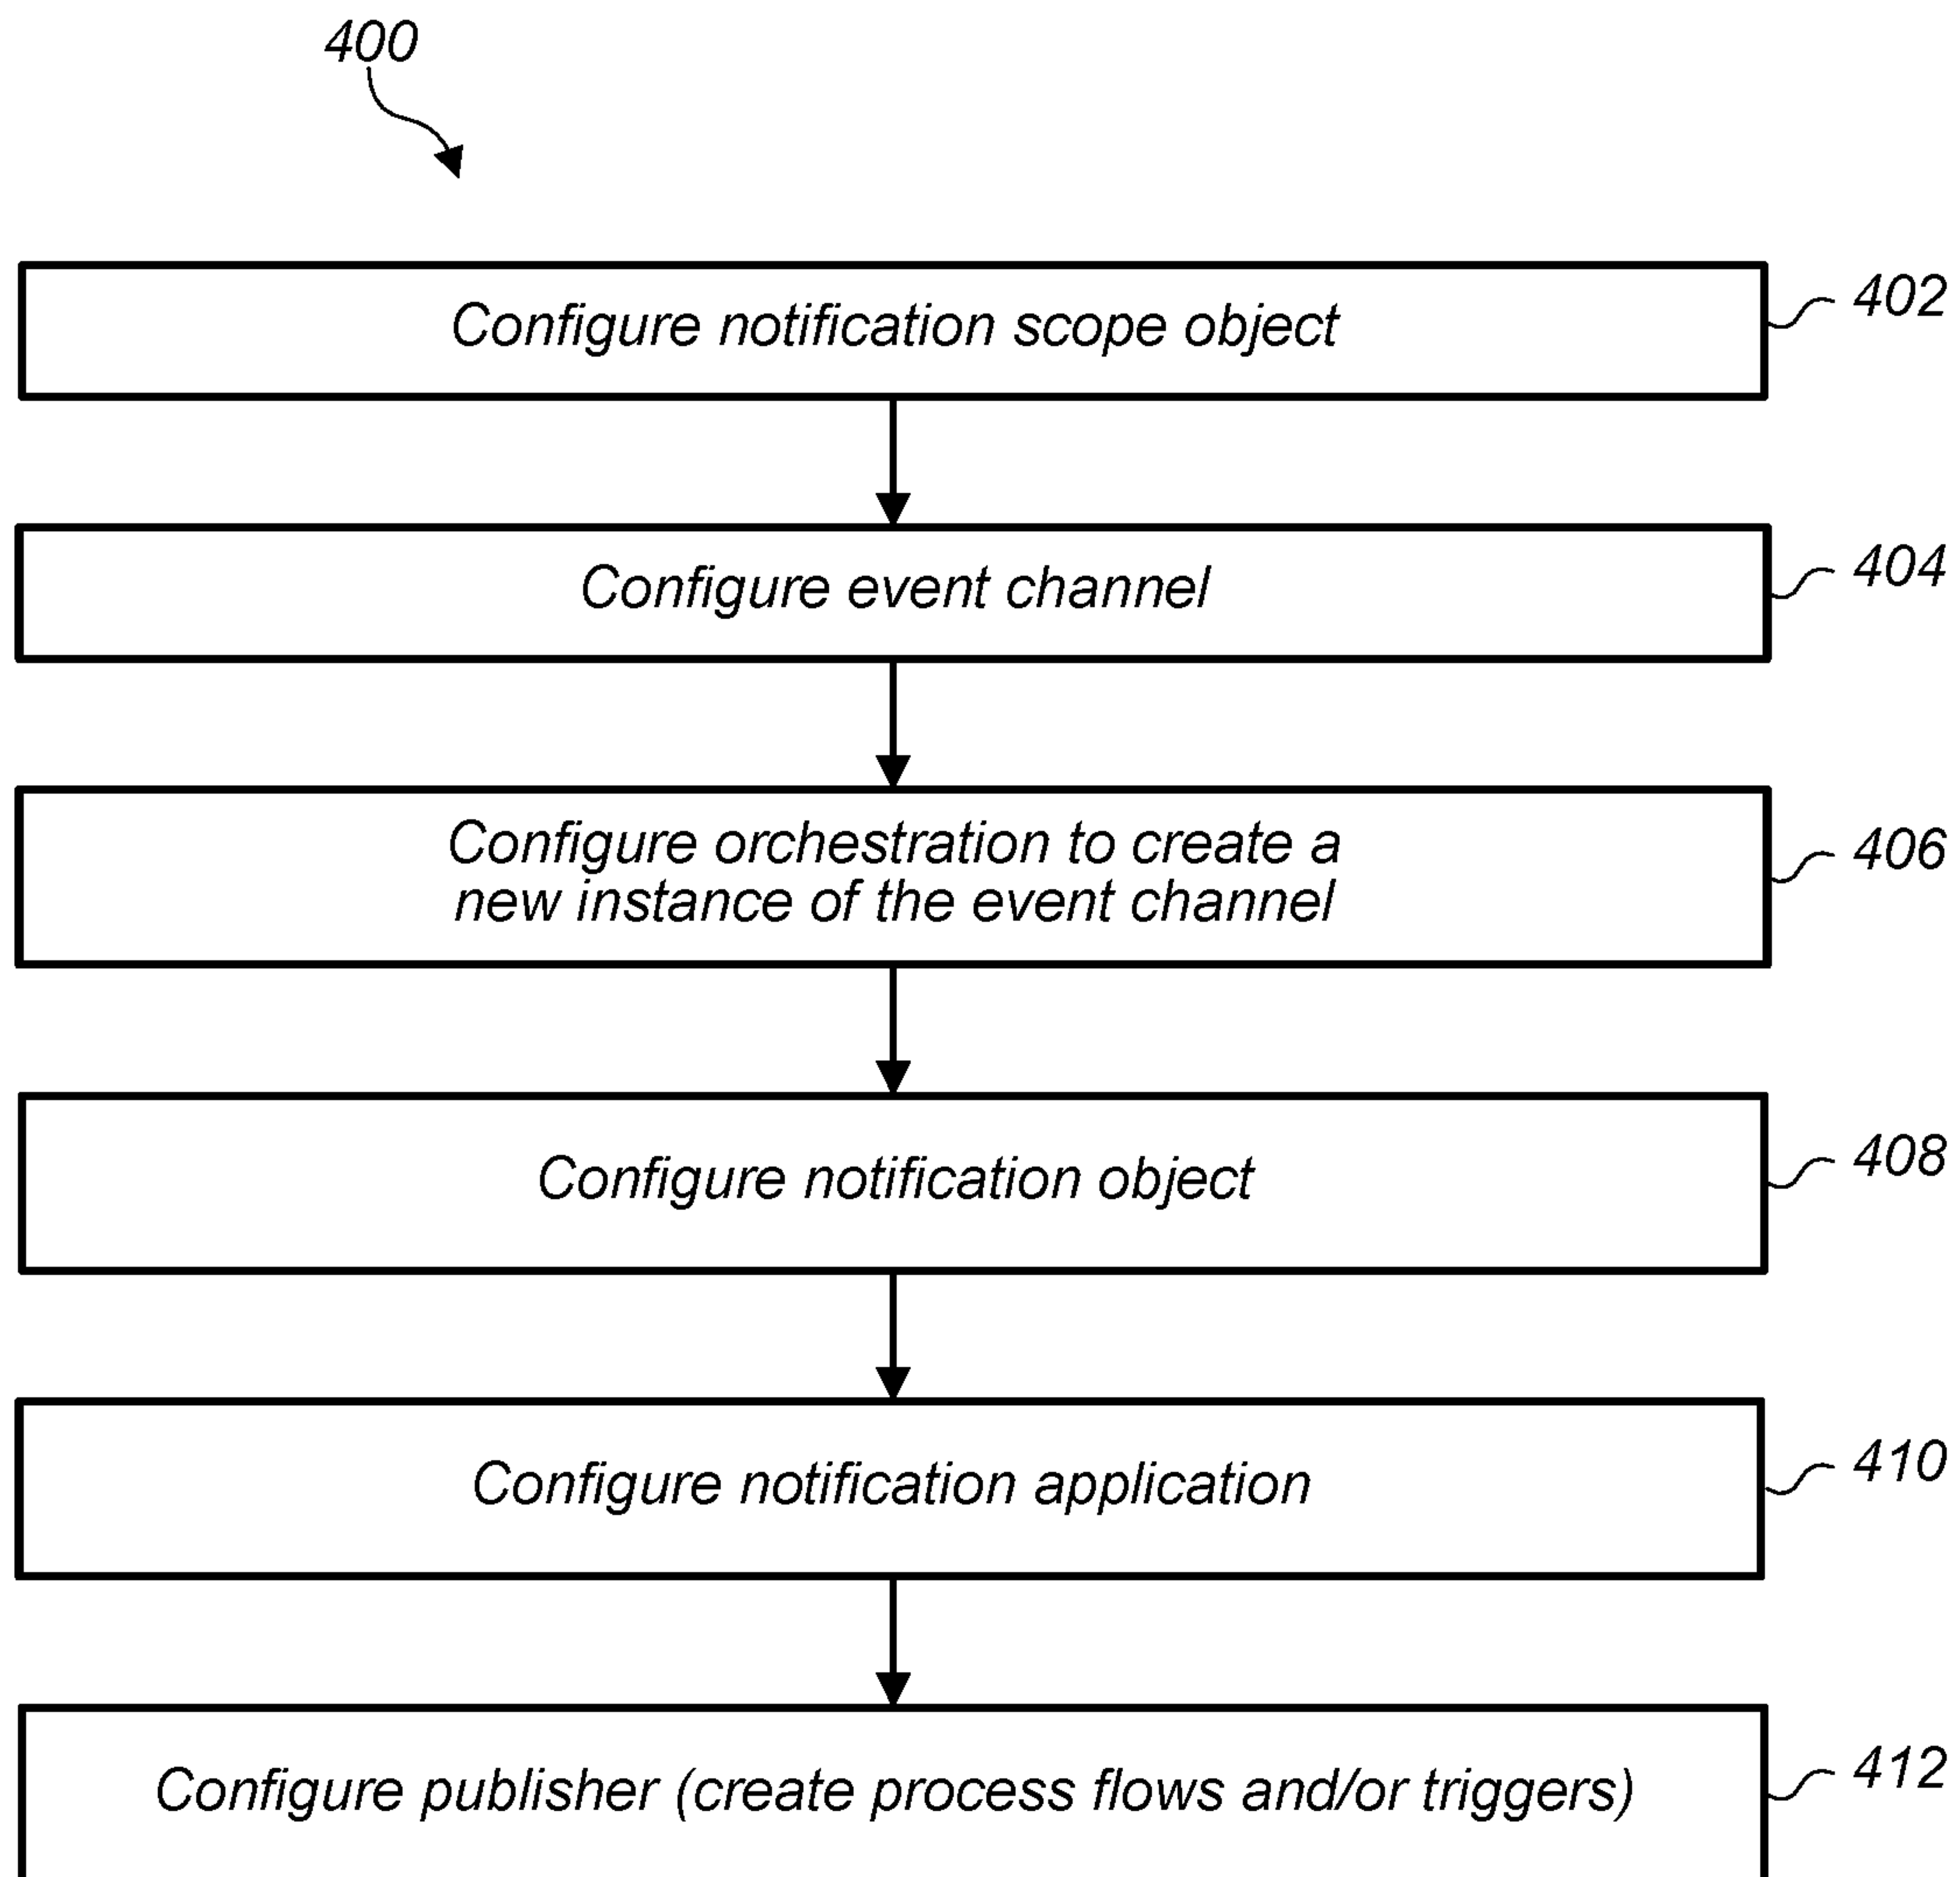 400
Configure notification scope object
402
Configure event channel
404
Configure orchestration to create a
new instance of the event channel
406
Configure notification object
408
Configure notification application
410
Configure publisher (create process flows and/or triggers)
412